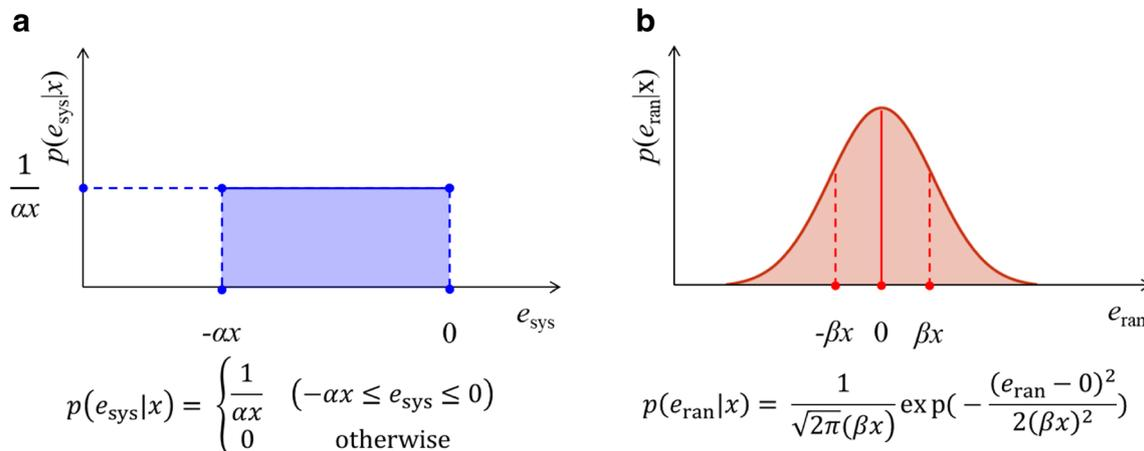 a
p(e_sys|x)
1/αx
e_sys
-αx 0
p(e_sys|x) = { 1/αx (−αx ≤ e_sys ≤ 0)
0 otherwise
b
p(e_ran|x)
e_ran
-βx 0 βx
p(e_ran|x) = 1/(√2π(βx)) exp(− (e_ran − 0)²/2(βx)²)